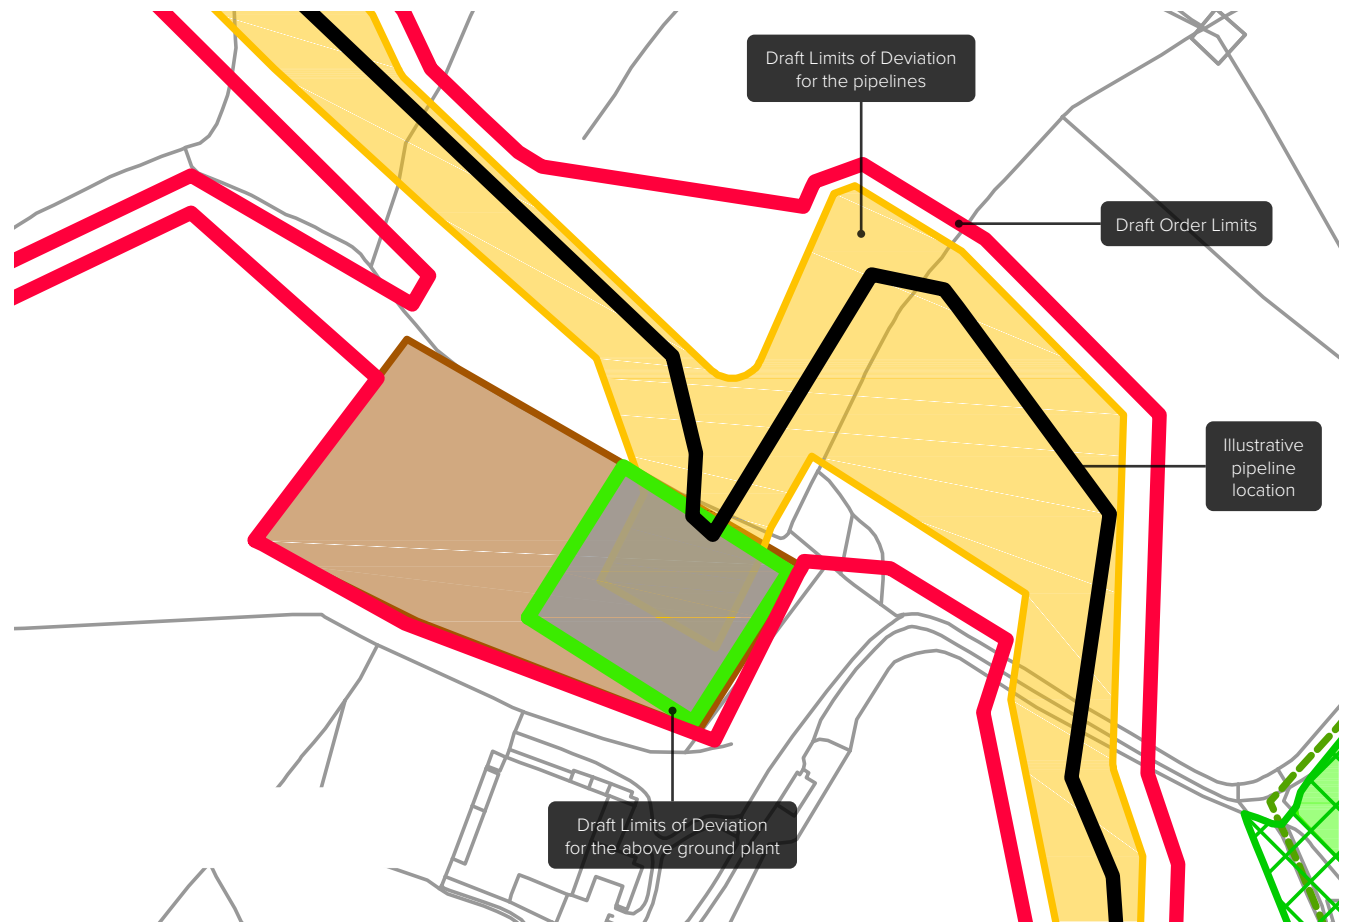 Draft Limits of Deviation
for the pipelines
Draft Order Limits
Illustrative
pipeline
location
Draft Limits of Deviation
for the above ground plant